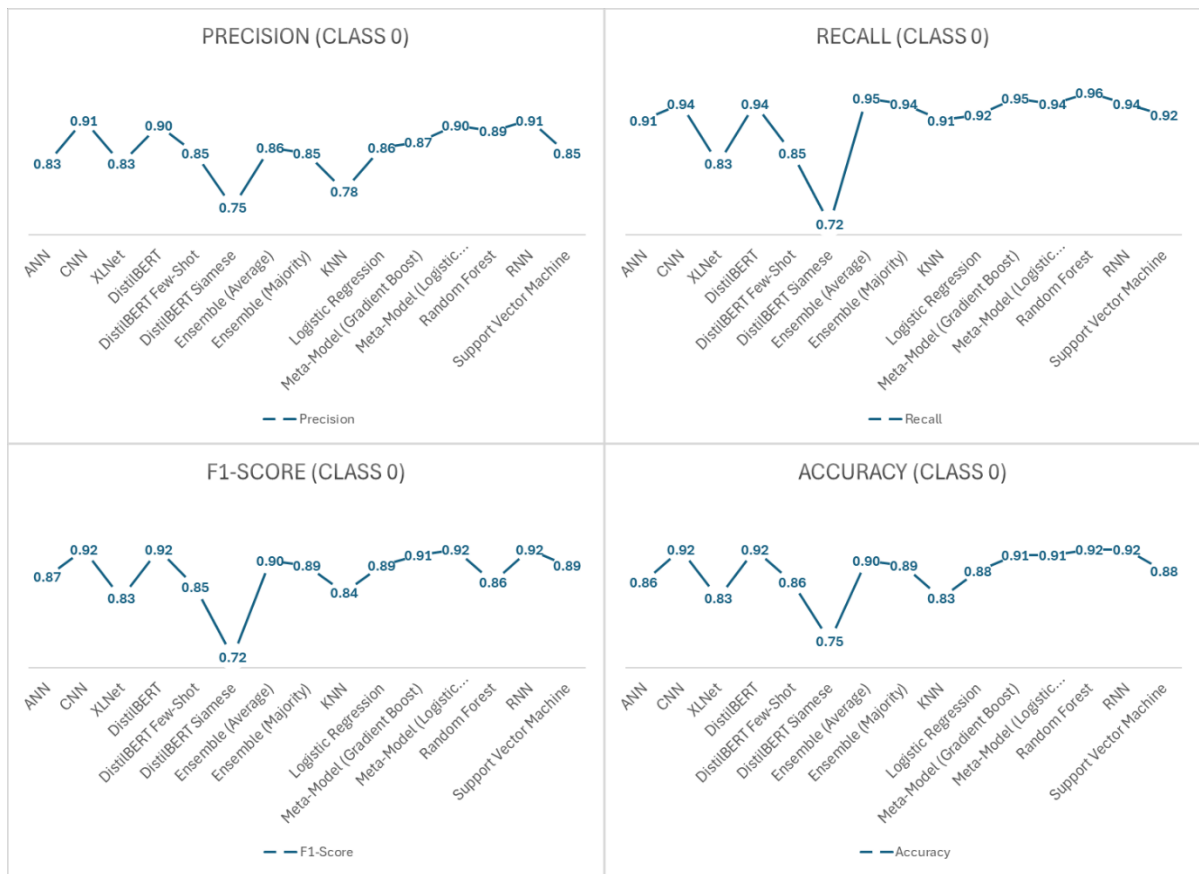 PRECISION (CLASS 0)
0.83
0.91
0.83
0.90
0.85
0.75
0.86
0.85
0.78
0.86
0.87
0.90
0.89
0.91
0.85
ANN
CNN
XLNet
DistilBERT
DistilBERT Few-Shot
DistilBERT Siamese
Ensemble (Average)
Ensemble (Majority)
KNN
Logistic Regression
Meta-Model (Gradient Boost)
Meta-Model (Logistic...
Random Forest
RNN
Support Vector Machine
Precision
RECALL (CLASS 0)
0.91
0.94
0.83
0.94
0.85
0.72
0.95
0.94
0.91
0.92
0.95
0.94
0.96
0.94
0.92
ANN
CNN
XLNet
DistilBERT
DistilBERT Few-Shot
DistilBERT Siamese
Ensemble (Average)
Ensemble (Majority)
KNN
Logistic Regression
Meta-Model (Gradient Boost)
Meta-Model (Logistic...
Random Forest
RNN
Support Vector Machine
Recall
F1-SCORE (CLASS 0)
0.87
0.92
0.83
0.92
0.85
0.72
0.90
0.89
0.84
0.89
0.91
0.92
0.86
0.92
0.89
ANN
CNN
XLNet
DistilBERT
DistilBERT Few-Shot
DistilBERT Siamese
Ensemble (Average)
Ensemble (Majority)
KNN
Logistic Regression
Meta-Model (Gradient Boost)
Meta-Model (Logistic...
Random Forest
RNN
Support Vector Machine
F1-Score
ACCURACY (CLASS 0)
0.86
0.92
0.83
0.92
0.86
0.75
0.90
0.89
0.83
0.88
0.91
0.91
0.92
0.92
0.88
ANN
CNN
XLNet
DistilBERT
DistilBERT Few-Shot
DistilBERT Siamese
Ensemble (Average)
Ensemble (Majority)
KNN
Logistic Regression
Meta-Model (Gradient Boost)
Meta-Model (Logistic...
Random Forest
RNN
Support Vector Machine
Accuracy